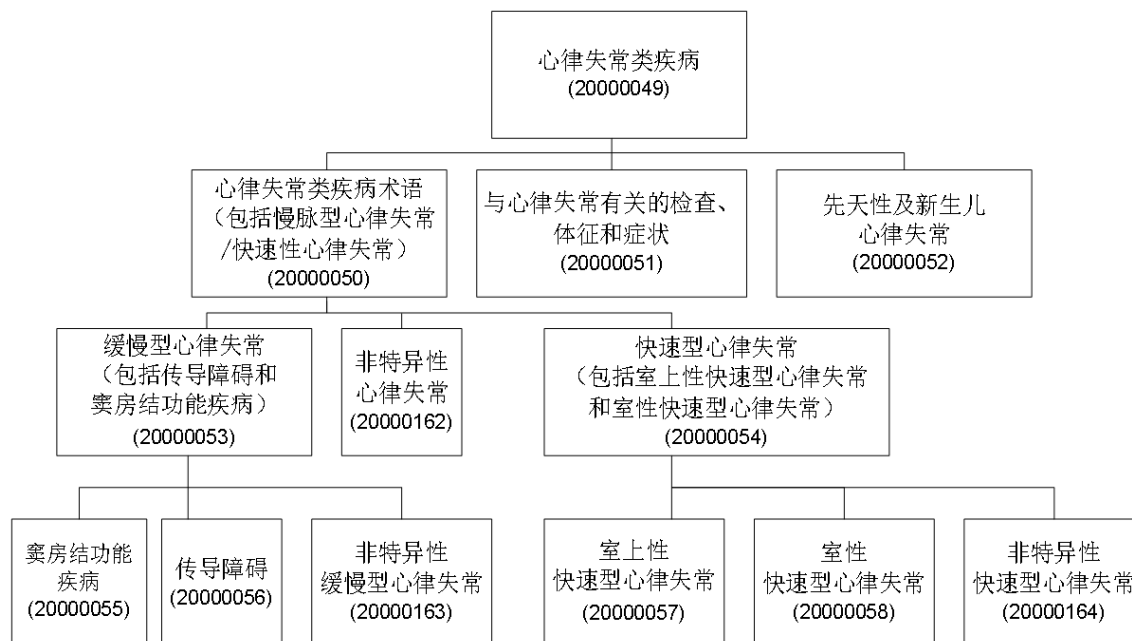 心律失常类疾病
(20000049)
心律失常类疾病术语
（包括慢脉型心律失常
/快速性心律失常）
(20000050)
与心律失常有关的检查、
体征和症状
(20000051)
先天性及新生儿
心律失常
(20000052)
缓慢型心律失常
（包括传导障碍和
窦房结功能疾病）
(20000053)
非特异性
心律失常
(20000162)
快速型心律失常
（包括室上性快速型心律失常
和室性快速型心律失常）
(20000054)
窦房结功能
疾病
(20000055)
传导障碍
(20000056)
非特异性
缓慢型心律失常
(20000163)
室上性
快速型心律失常
(20000057)
室性
快速型心律失常
(20000058)
非特异性
快速型心律失常
(20000164)